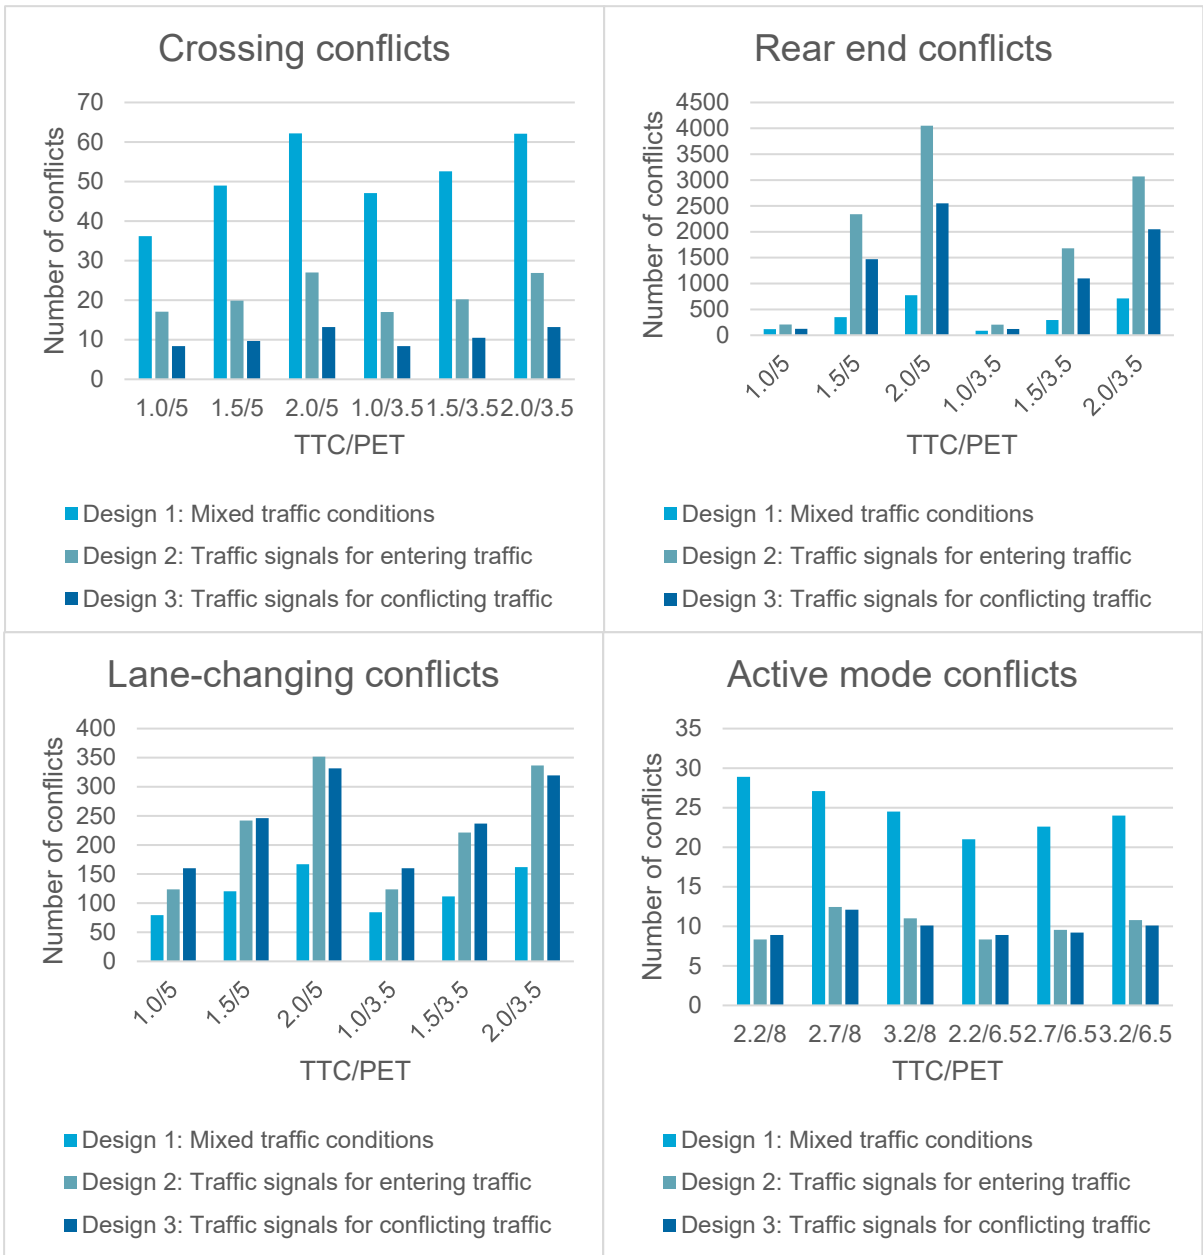 Crossing conflicts
Number of conflicts
70
60
50
40
30
20
10
0
1.0/5 1.5/5 2.0/5 1.0/3.5 1.5/3.5 2.0/3.5
TTC/PET
Design 1: Mixed traffic conditions
Design 2: Traffic signals for entering traffic
Design 3: Traffic signals for conflicting traffic
Rear end conflicts
Number of conflicts
4500
4000
3500
3000
2500
2000
1500
1000
500
0
1.0/5 1.5/5 2.0/5 1.0/3.5 1.5/3.5 2.0/3.5
TTC/PET
Design 1: Mixed traffic conditions
Design 2: Traffic signals for entering traffic
Design 3: Traffic signals for conflicting traffic
Lane-changing conflicts
Number of conflicts
400
350
300
250
200
150
100
50
0
1.0/5 1.5/5 2.0/5 1.0/3.5 1.5/3.5 2.0/3.5
TTC/PET
Design 1: Mixed traffic conditions
Design 2: Traffic signals for entering traffic
Design 3: Traffic signals for conflicting traffic
Active mode conflicts
Number of conflicts
35
30
25
20
15
10
5
0
2.2/8 2.7/8 3.2/8 2.2/6.5 2.7/6.5 3.2/6.5
TTC/PET
Design 1: Mixed traffic conditions
Design 2: Traffic signals for entering traffic
Design 3: Traffic signals for conflicting traffic